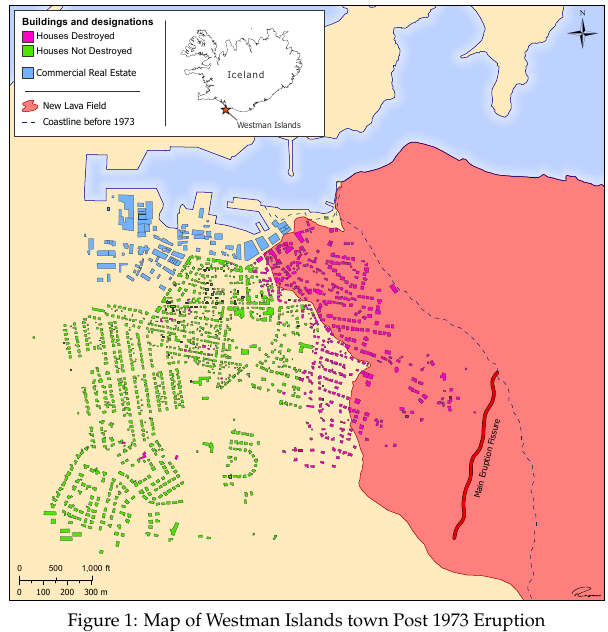 Buildings and designations
Houses Destroyed
Houses Not Destroyed
Commercial Real Estate
New Lava Field
Coastline before 1973
Iceland
Westman Islands
N
Main Eruption Fissure
0 500 1,000 ft
0 100 200 300 m
Figure 1: Map of Westman Islands town Post 1973 Eruption